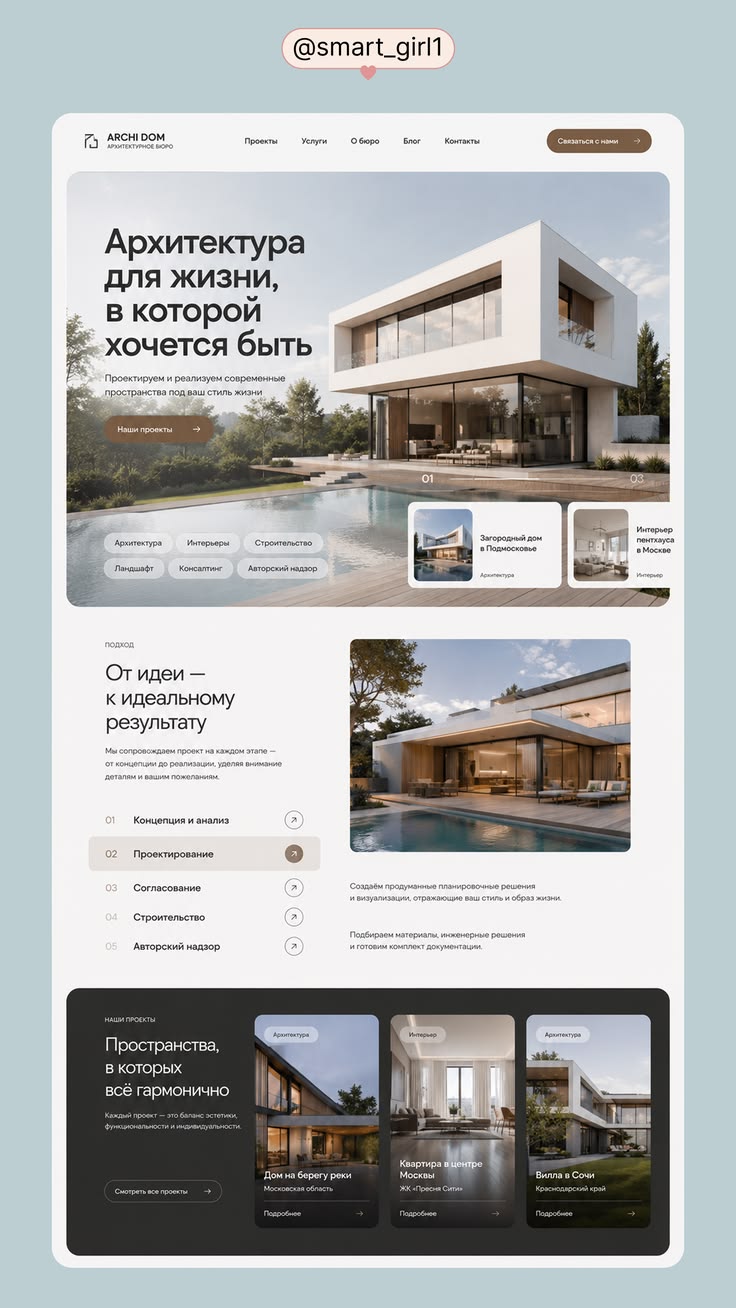 @smart_girl1
ARCHI DOM
АРХИТЕКТУРНОЕ БЮРО
Проекты
Услуги
О бюро
Блог
Контакты
Связаться с нами
Архитектура
для жизни,
в которой
хочется быть
Проектируем и реализуем современные
пространства под ваш стиль жизни
Наши проекты
01
03
Архитектура
Интерьеры
Строительство
Ландшафт
Консалтинг
Авторский надзор
Загородный дом
в Подмосковье
Архитектура
Интерьер
пентхауса
в Москве
Интерьер
ПОДХОД
От идеи —
к идеальному
результату
Мы сопровождаем проект на каждом этапе —
от концепции до реализации, уделяя внимание
деталям и вашим пожеланиям.
01 Концепция и анализ
02 Проектирование
03 Согласование
04 Строительство
05 Авторский надзор
Создаём продуманные планировочные решения
и визуализации, отражающие ваш стиль и образ жизни.
Подбираем материалы, инженерные решения
и готовим комплект документации.
НАШИ ПРОЕКТЫ
Пространства,
в которых
всё гармонично
Каждый проект — это баланс эстетики,
функциональности и индивидуальности.
Смотреть все проекты
Архитектура
Дом на берегу реки
Московская область
Подробнее
Интерьер
Квартира в центре
Москвы
ЖК «Пресня Сити»
Подробнее
Архитектура
Вилла в Сочи
Краснодарский край
Подробнее